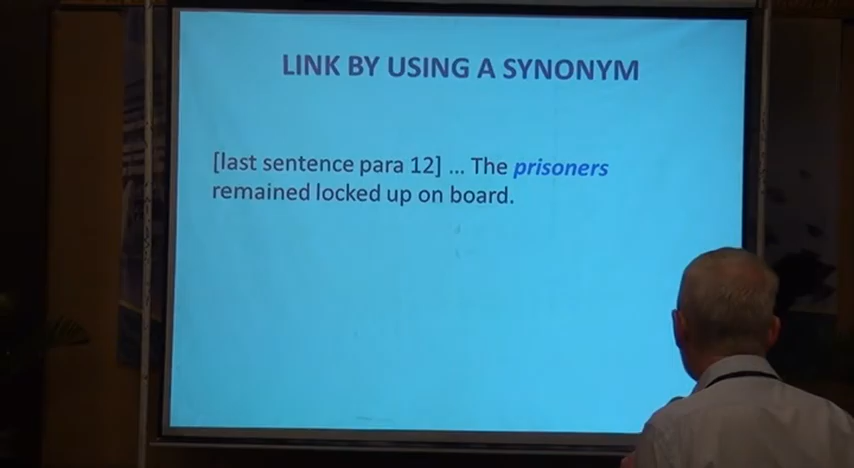 LINK BY USING A SYNONYM
[last sentence para 12] ... The prisoners
remained locked up on board.